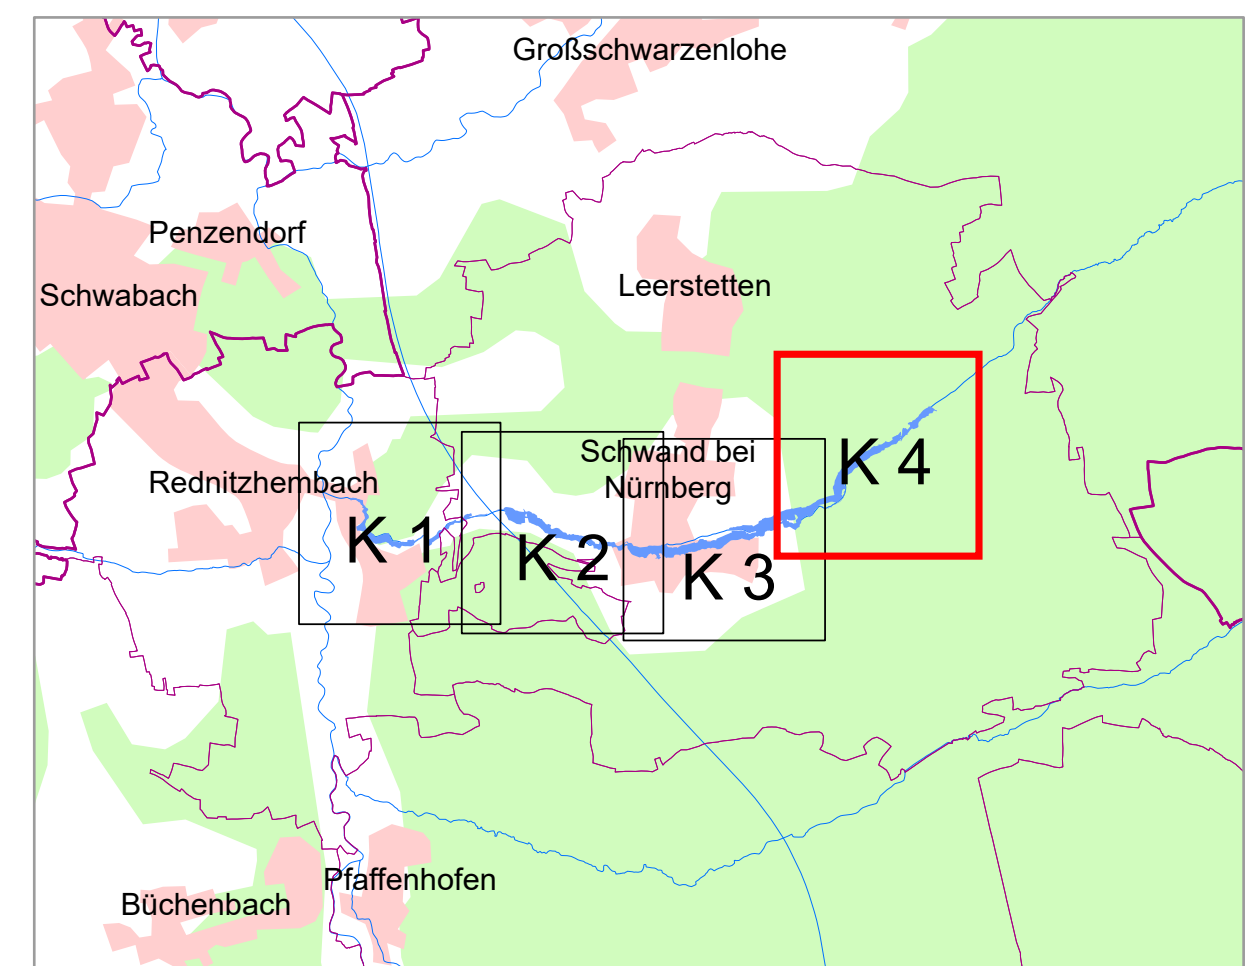 Großschwarzenlohe
Penzendorf
Schwabach
Leerstetten
Schwand bei
Nürnberg
Rednitzhembach
K 4
K 1
K 2
K 3
Pfaffenhofen
Büchenbach